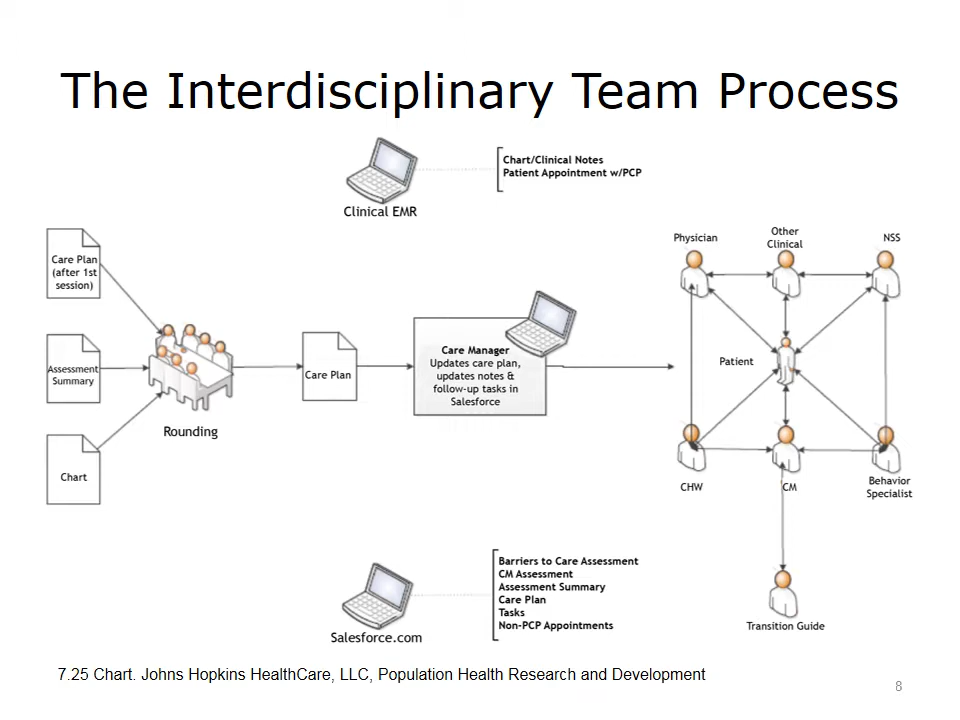 The Interdisciplinary Team Process
Chart/Clinical Notes
Patient Appointment w/PCP
Clinical EMR
Physician
Other
Clinical
NSS
Care Plan
(after 1st
session)
Assessment
Summary
Chart
Rounding
Care Plan
Care Manager
Updates care plan,
updates notes &
follow-up tasks in
Salesforce
Patient
CHW
CM
Behavior
Specialist
Transition Guide
Barriers to Care Assessment
CM Assessment
Assessment Summary
Care Plan
Tasks
Non-PCP Appointments
Salesforce.com
7.25 Chart. Johns Hopkins HealthCare, LLC, Population Health Research and Development
8